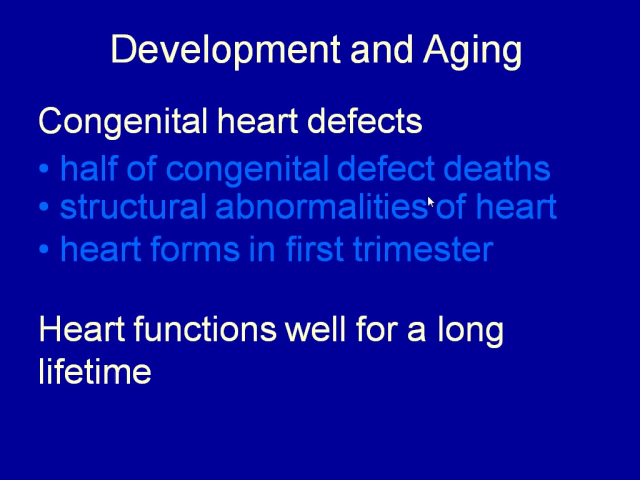 Development and Aging
Congenital heart defects
• half of congenital defect deaths
• structural abnormalities of heart
• heart forms in first trimester
Heart functions well for a long
lifetime